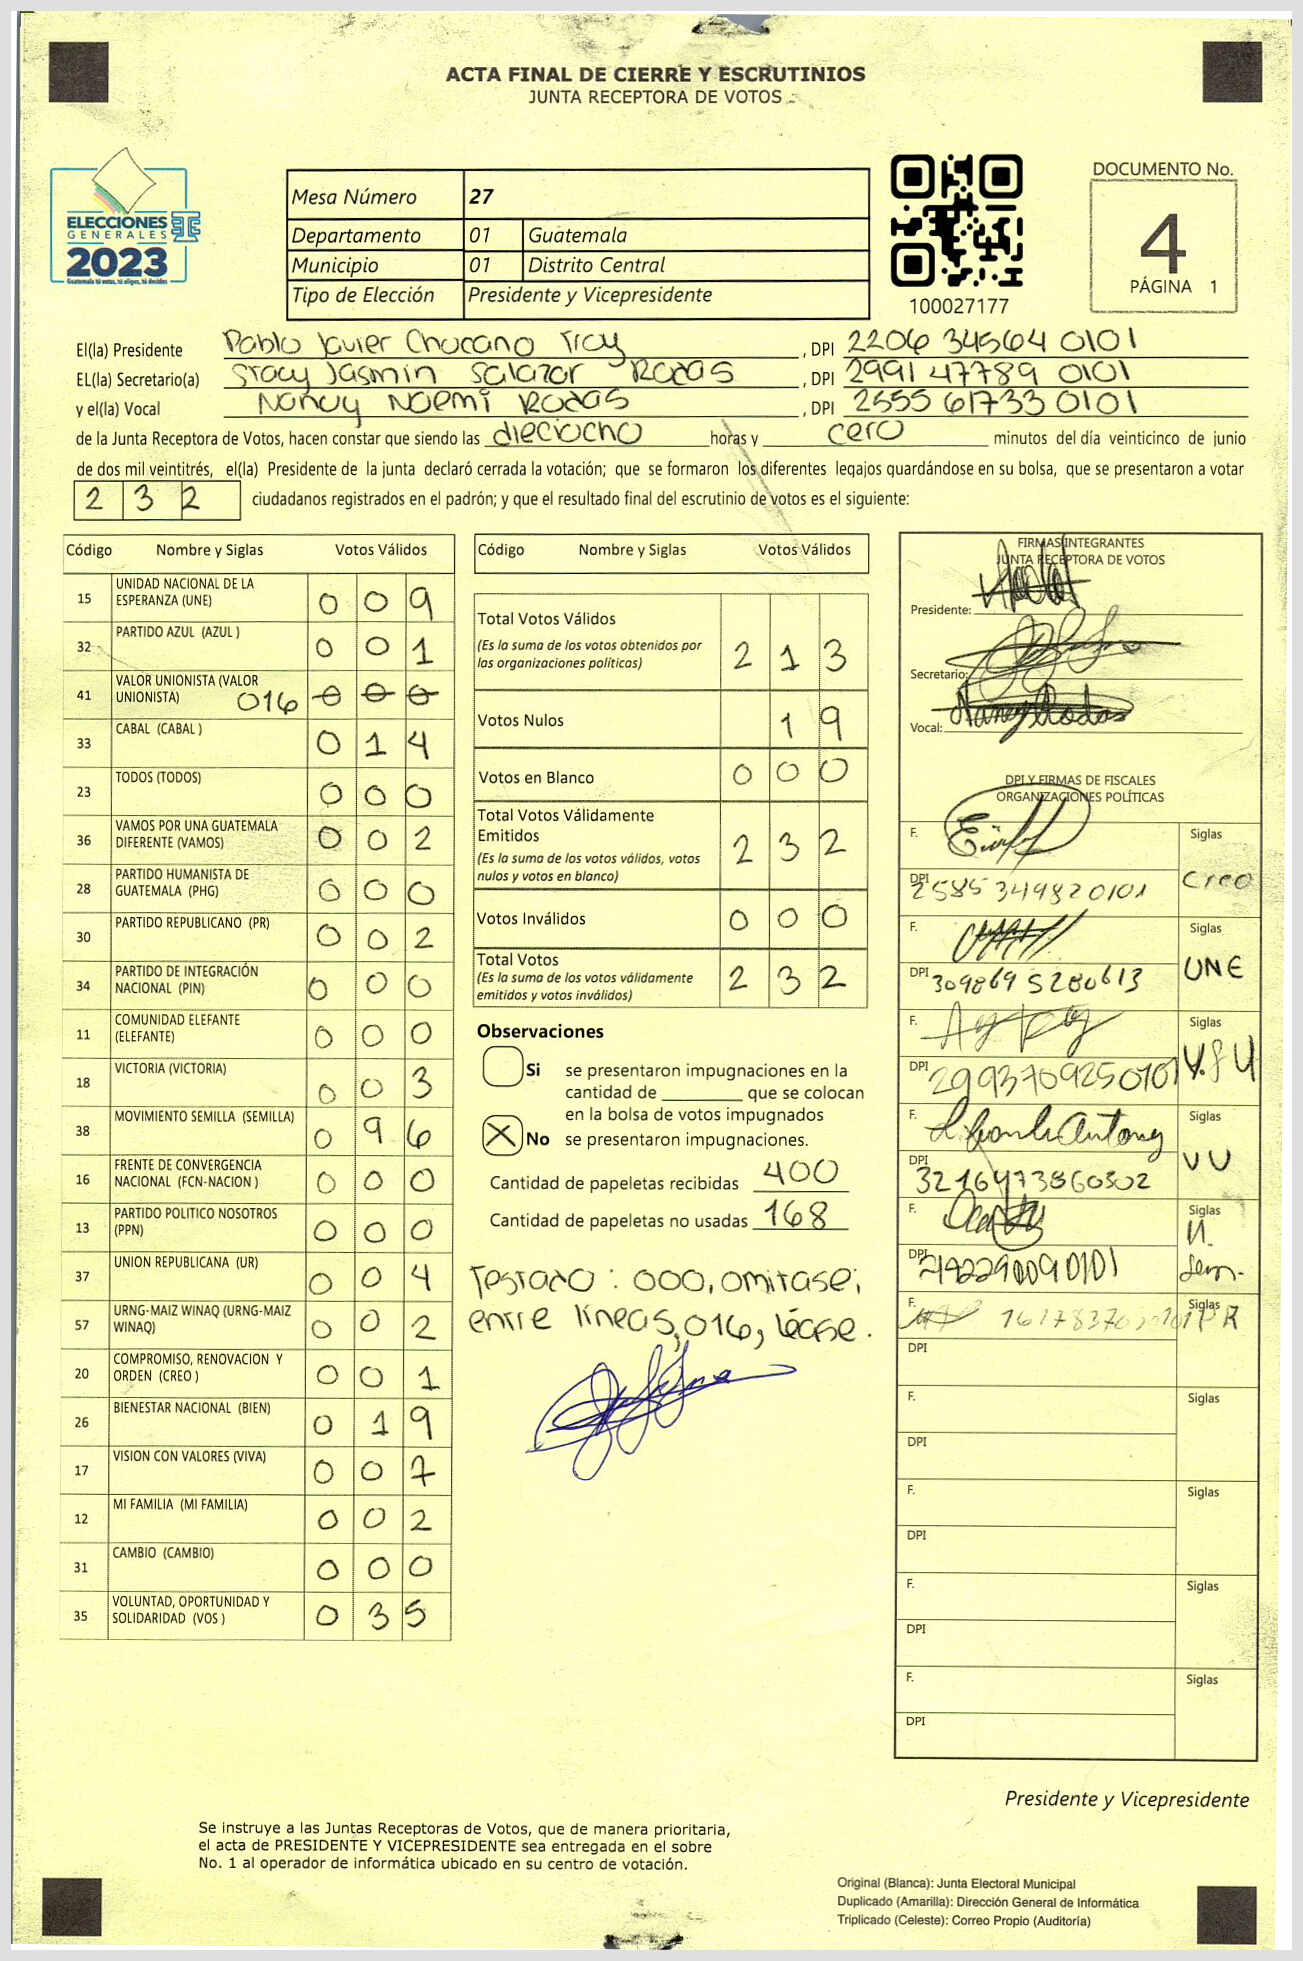 ACTA FINAL DE CIERRE Y ESCRUTINIOS
JUNTA RECEPTORA DE VOTOS
ELECCIONES
GENERALES
2023
Guatemala tú votas, tú eliges, tú decides
Mesa Número 27
Departamento 01 Guatemala
Municipio 01 Distrito Central
Tipo de Elección Presidente y Vicepresidente
100027177
DOCUMENTO No.
4
PÁGINA 1
El(la) Presidente Pablo Javier Chocano Troy, DPI 2206 34564 0101
EL(la) Secretario(a) Stacy Jasmin Salazar Rodas, DPI 2991 47789 0101
y el(la) Vocal Nancy Noemi Rodas, DPI 2555 61733 0101
de la Junta Receptora de Votos, hacen constar que siendo las dieciocho horas y cero minutos del día veinticinco de junio
de dos mil veintitrés, el(la) Presidente de la junta declaró cerrada la votación; que se formaron los diferentes legajos guardándose en su bolsa, que se presentaron a votar
232 ciudadanos registrados en el padrón; y que el resultado final del escrutinio de votos es el siguiente:
Código Nombre y Siglas Votos Válidos
15 UNIDAD NACIONAL DE LA ESPERANZA (UNE) 0 0 9
32 PARTIDO AZUL (AZUL ) 0 0 1
41 VALOR UNIONISTA (VALOR UNIONISTA) 016 0 0 0
33 CABAL (CABAL ) 0 1 4
23 TODOS (TODOS) 0 0 0
36 VAMOS POR UNA GUATEMALA DIFERENTE (VAMOS) 0 0 2
28 PARTIDO HUMANISTA DE GUATEMALA (PHG) 0 0 0
30 PARTIDO REPUBLICANO (PR) 0 0 2
34 PARTIDO DE INTEGRACIÓN NACIONAL (PIN) 0 0 0
11 COMUNIDAD ELEFANTE (ELEFANTE) 0 0 0
18 VICTORIA (VICTORIA) 0 0 3
38 MOVIMIENTO SEMILLA (SEMILLA) 0 9 6
16 FRENTE DE CONVERGENCIA NACIONAL (FCN-NACION ) 0 0 0
13 PARTIDO POLITICO NOSOTROS (PPN) 0 0 0
37 UNION REPUBLICANA (UR) 0 0 4
57 URNG-MAIZ WINAQ (URNG-MAIZ WINAQ) 0 0 2
20 COMPROMISO, RENOVACION Y ORDEN (CREO ) 0 0 1
26 BIENESTAR NACIONAL (BIEN) 0 1 9
17 VISION CON VALORES (VIVA) 0 0 7
12 MI FAMILIA (MI FAMILIA) 0 0 2
31 CAMBIO (CAMBIO) 0 0 0
35 VOLUNTAD, OPORTUNIDAD Y SOLIDARIDAD (VOS ) 0 3 5
Código Nombre y Siglas Votos Válidos
Total Votos Válidos 2 1 3
(Es la suma de los votos obtenidos por
las organizaciones políticas)
Votos Nulos 1 9
Votos en Blanco 0 0 0
Total Votos Válidamente
Emitidos 2 3 2
(Es la suma de los votos válidos, votos
nulos y votos en blanco)
Votos Inválidos 0 0 0
Total Votos 2 3 2
(Es la suma de los votos válidamente
emitidos y votos inválidos)
Observaciones
Si se presentaron impugnaciones en la
cantidad de ________ que se colocan
en la bolsa de votos impugnados
X No se presentaron impugnaciones.
Cantidad de papeletas recibidas 400
Cantidad de papeletas no usadas 168
Testado : 000, omitase;
entre líneas, 016, léase.
FIRMAS INTEGRANTES
JUNTA RECEPTORA DE VOTOS
Presidente:
Secretario:
Vocal: Nancy Rodas
DPI Y FIRMAS DE FISCALES
ORGANIZACIONES POLÍTICAS
F. Siglas
DPI 2585 349820101 Creo
F. Siglas
DPI 309869 5280613 UNE
F. Siglas
DPI 2993709250101
F. Siglas
DPI 3216473860302 VU
F. Siglas
DPI
F. Siglas
DPI
F. Siglas
DPI
F. Siglas
DPI
F. Siglas
DPI
F. Siglas
DPI
Presidente y Vicepresidente
Se instruye a las Juntas Receptoras de Votos, que de manera prioritaria,
el acta de PRESIDENTE Y VICEPRESIDENTE sea entregada en el sobre
No. 1 al operador de informática ubicado en su centro de votación.
Original (Blanca): Junta Electoral Municipal
Duplicado (Amarilla): Dirección General de Informática
Triplicado (Celeste): Correo Propio (Auditoría)